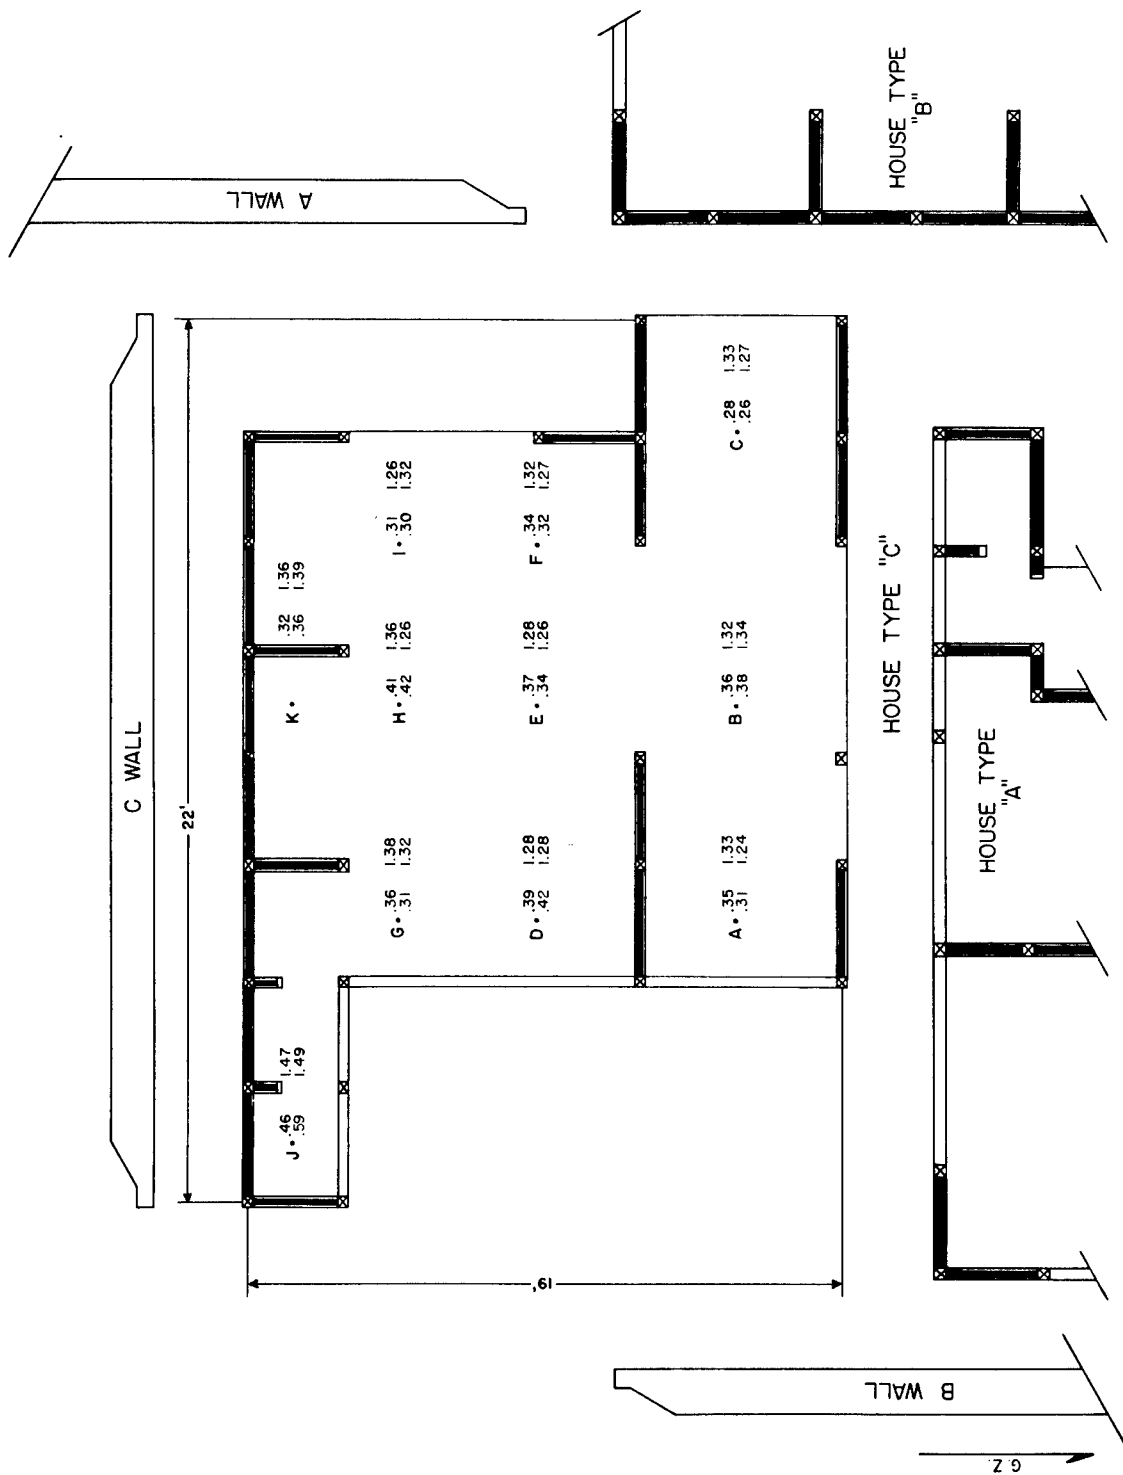 A WALL
HOUSE TYPE
"B"
C WALL
22'
1.33
1.27
C • .28
.26
1.26
1.32
I • .31
.30
1.32
1.27
F • .34
.32
1.36
1.39
.32
.36
K •
1.36
1.26
H • .41
.42
1.28
1.26
E • .37
.34
1.32
1.34
B • .36
.38
HOUSE TYPE "C"
1.38
1.32
G • .36
.31
1.28
1.28
D • .39
.42
1.33
1.24
A • .35
.31
HOUSE TYPE
"A"
1.47
1.49
J • .46
.59
19'
B WALL
G.Z.